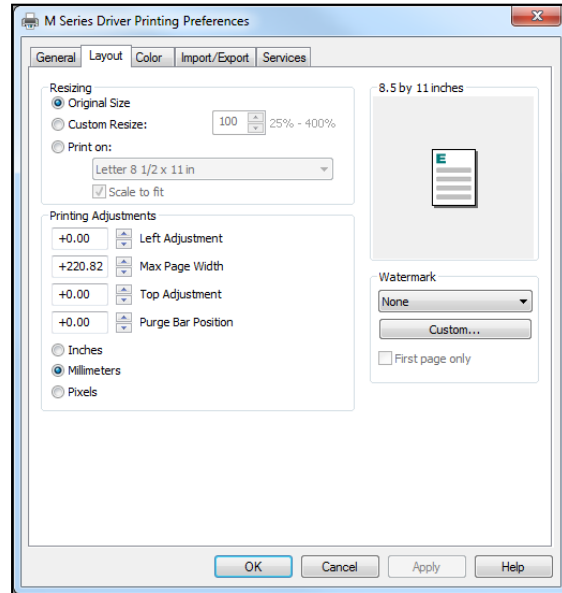 M Series Driver Printing Preferences
X
General Layout Color Import/Export Services
Resizing
Original Size
Custom Resize: 100 25% - 400%
Print on:
Letter 8 1/2 x 11 in
Scale to fit
Printing Adjustments
+0.00 Left Adjustment
+220.82 Max Page Width
+0.00 Top Adjustment
+0.00 Purge Bar Position
Inches
Millimeters
Pixels
8.5 by 11 inches
E
Watermark
None
Custom...
First page only
OK Cancel Apply Help